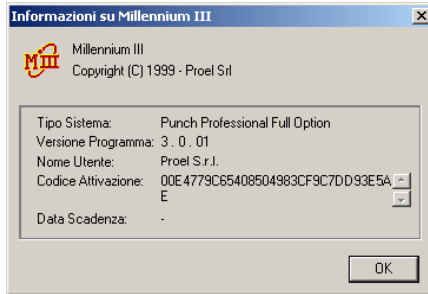 Informazioni su Millennium III
MIII
Millennium III
Copyright (C) 1999 - Proel Srl
Tipo Sistema: Punch Professional Full Option
Versione Programma: 3 . 0 . 01
Nome Utente: Proel S.r.l.
Codice Attivazione: 00E4779C65408504983CF9C7DD93E5A
E
Data Scadenza: -
OK